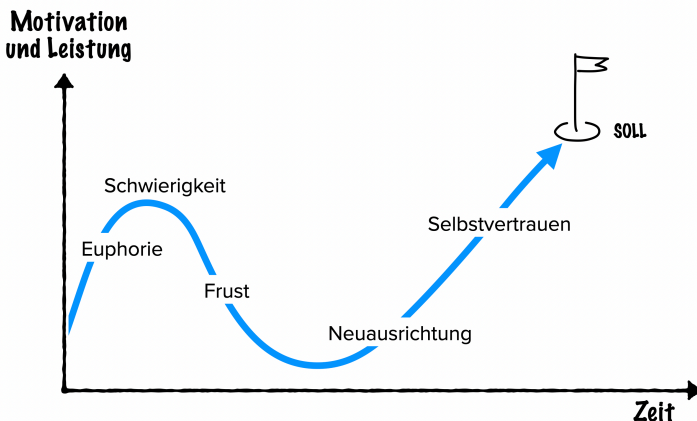 Motivation
und Leistung
SOLL
Schwierigkeit
Selbstvertrauen
Euphorie
Frust
Neuausrichtung
Zeit